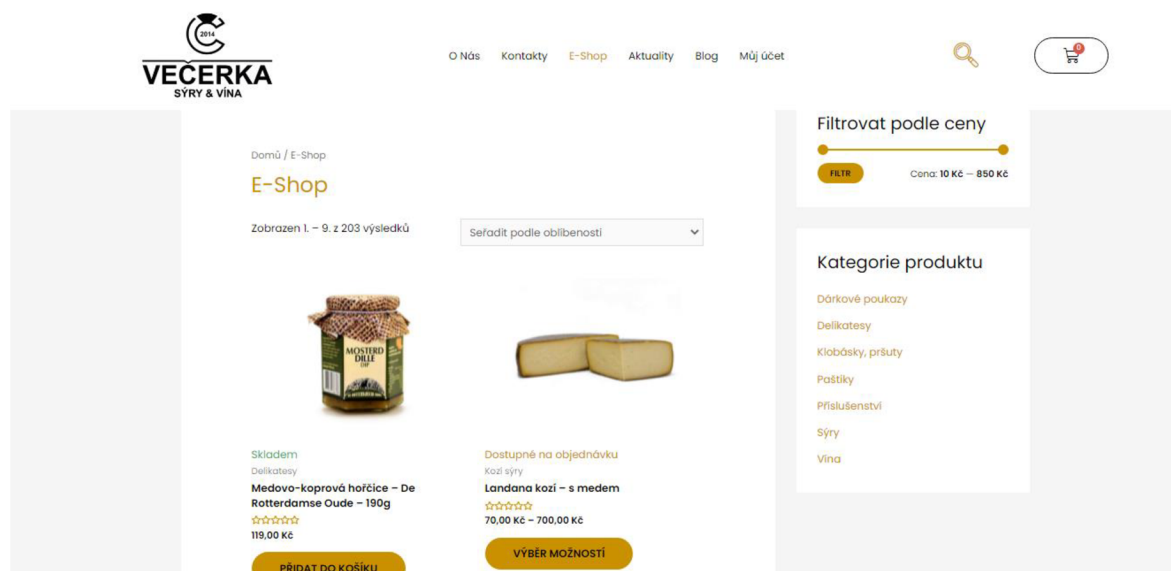 2014
VEČERKA
SÝRY & VÍNA
O Nás Kontakty E-Shop Aktuality Blog Můj účet
0
Domů / E-Shop
E-Shop
Zobrazen 1. – 9. z 203 výsledků
Seřadit podle oblíbenosti
MOSTERD
DILLE
DIP
Skladem
Delikatesy
Medovo-koprová hořčice – De
Rotterdamse Oude – 190g
119,00 Kč
PŘIDAT DO KOŠÍKU
Dostupné na objednávku
Kozí sýry
Landana kozí – s medem
70,00 Kč – 700,00 Kč
VÝBĚR MOŽNOSTÍ
Filtrovat podle ceny
FILTR
Cena: 10 Kč — 850 Kč
Kategorie produktu
Dárkové poukazy
Delikatesy
Klobásky, pršuty
Paštiky
Příslušenství
Sýry
Vína